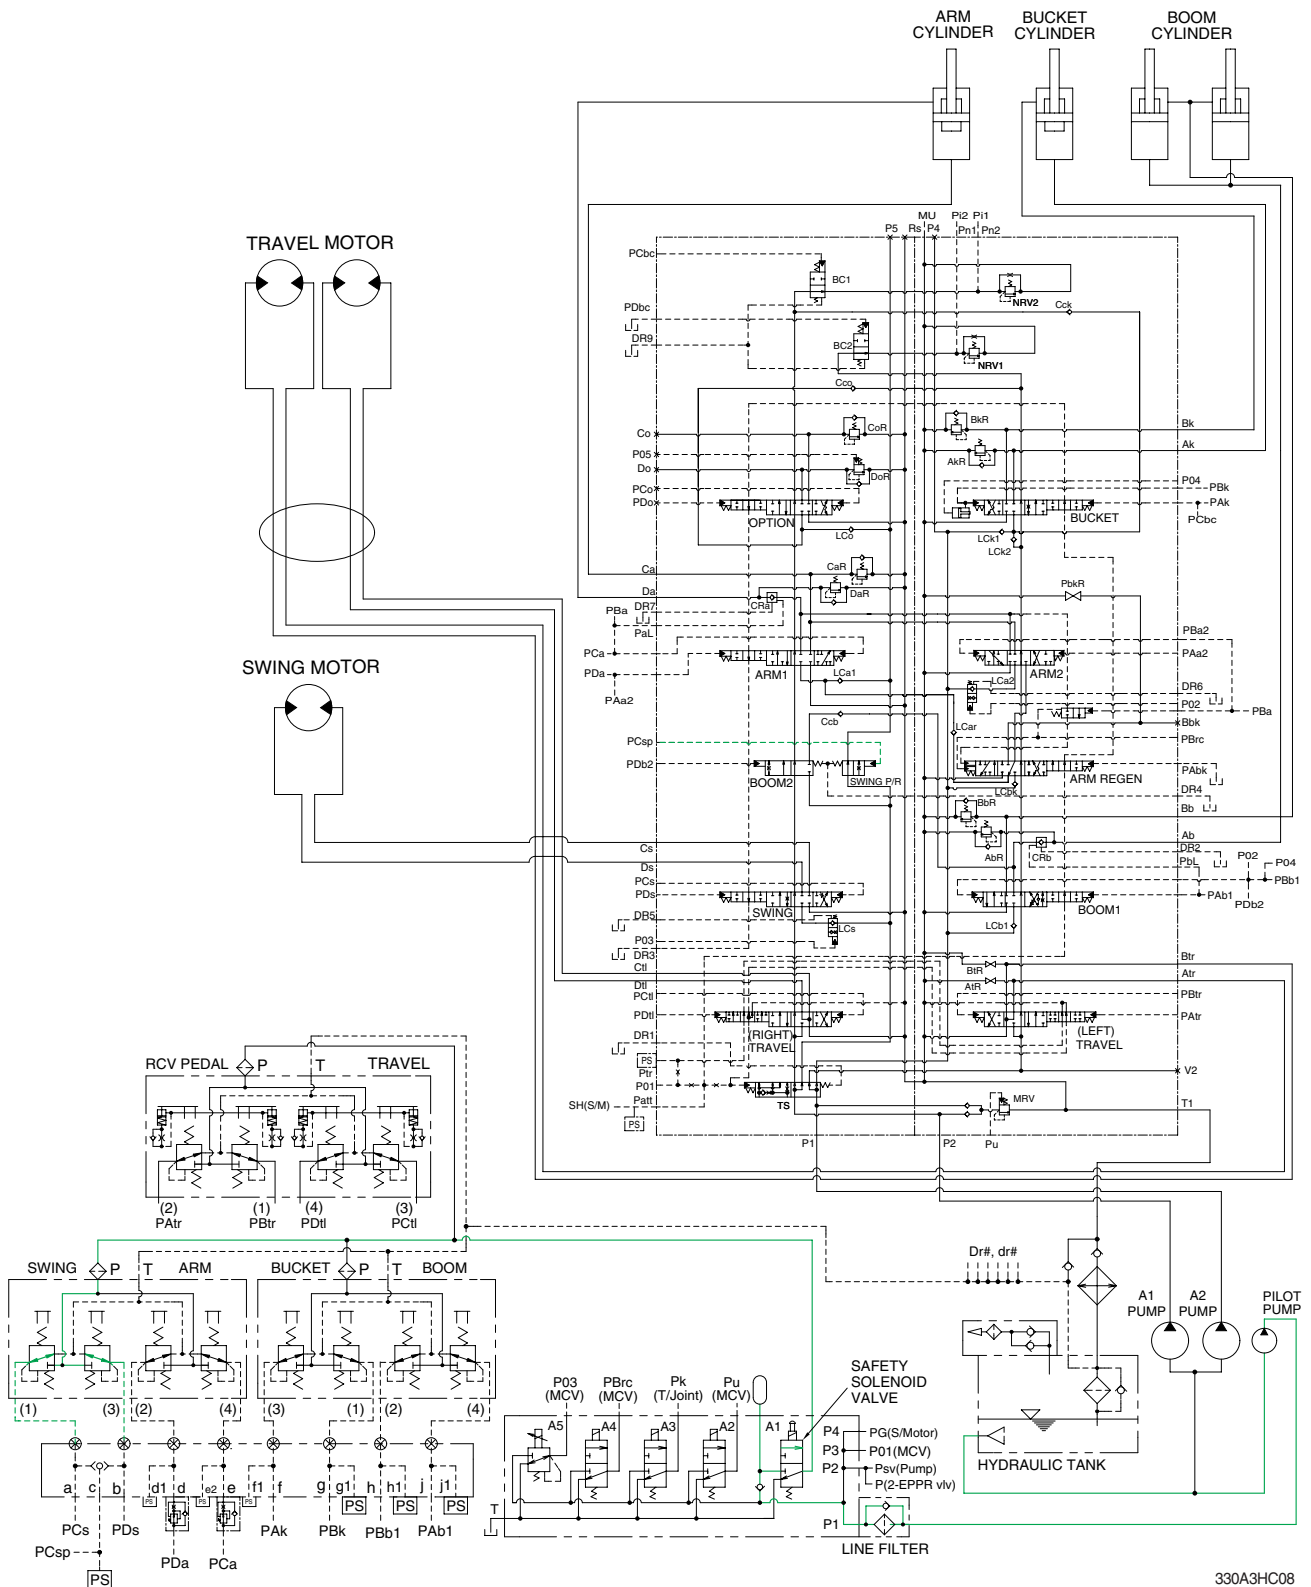 ARM
CYLINDER
BUCKET
CYLINDER
BOOM
CYLINDER
TRAVEL MOTOR
P5
Rs
MU
P4
Pi2
Pn1
Pi1
Pn2
PCbc
BC1
NRV2
Cck
PDbc
DR9
BC2
NRV1
Cco
CoR
BkR
Bk
Co
P05
Do
AkR
Ak
DoR
P04
PBk
PCo
PDo
PAk
OPTION
BUCKET
PCbc
LCo
LCk1
LCk2
Ca
CaR
Da
DaR
PbkR
PBa
DR7
CRa
PaL
PBa2
PCa
PAa2
PDa
ARM1
ARM2
PAa2
LCa1
LCa2
DR6
SWING MOTOR
P02
Ccb
LCar
Bbk
PBa
PCsp
PBrc
PDb2
BOOM2
SWING P/R
ARM REGEN
PAbk
LCbk
DR4
BbR
Bb
Cs
AbR
CRb
Ab
DR2
Ds
PbL
P02
P04
PCs
PBb1
PDs
PAb1
PDb2
SWING
BOOM1
DR5
LCs
LCb1
P03
DR3
Ctl
BtR
Btr
Dtl
AtR
Atr
PCtl
PBtr
PDtl
PAtr
(RIGHT)
TRAVEL
(LEFT)
TRAVEL
DR1
PS
Ptr
P01
V2
Patt
SH(S/M)
TS
MRV
T1
PS
P1
P2
Pu
RCV PEDAL
P
T
TRAVEL
(2)
PAtr
(1)
PBtr
(4)
PDtl
(3)
PCtl
SWING
P
T
ARM
BUCKET
P
T
BOOM
(1)
(3)
(2)
(4)
(3)
(1)
(2)
(4)
a
c
b
d1
d
e2
e
f1
f
g
g1
h
h1
j
j1
PS
PS
PS
PS
PS
PS
PCs
PDs
PAk
PBk
PBb1
PAb1
PCsp
PDa
PCa
PS
Dr#, dr#
A1
PUMP
A2
PUMP
PILOT
PUMP
HYDRAULIC TANK
SAFETY
SOLENOID
VALVE
P03
(MCV)
PBrc
(MCV)
Pk
(T/Joint)
Pu
(MCV)
A5
A4
A3
A2
A1
P4
PG(S/Motor)
P3
P01(MCV)
P2
Psv(Pump)
P(2-EPPR vlv)
T
P1
LINE FILTER
330A3HC08